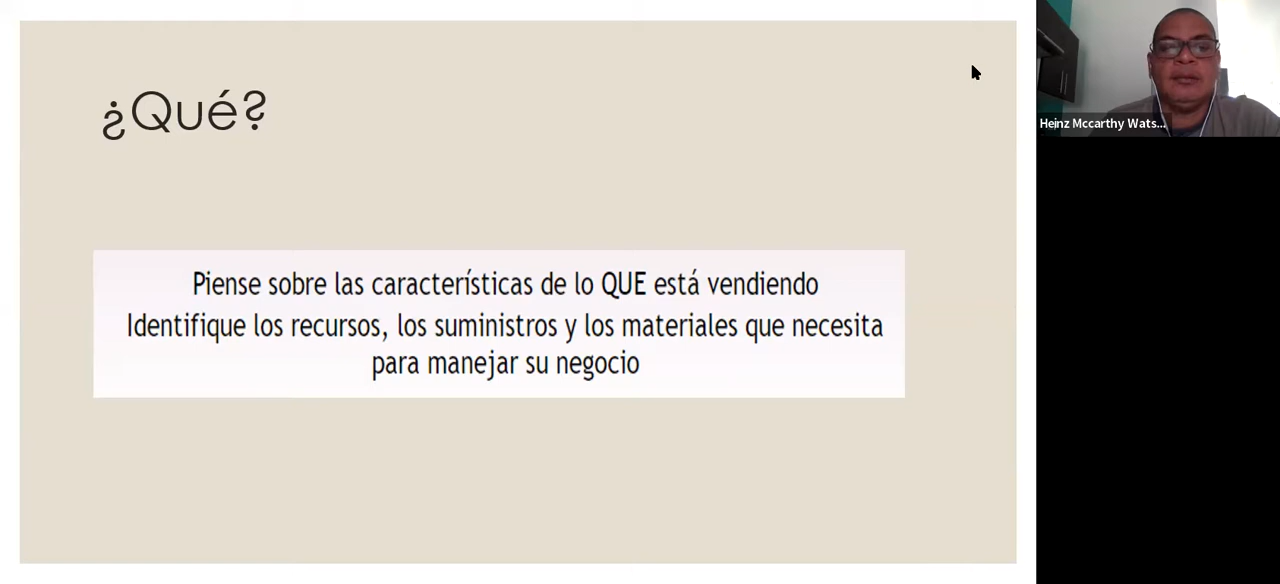 ¿Qué?
Piense sobre las características de lo QUE está vendiendo
Identifique los recursos, los suministros y los materiales que necesita
para manejar su negocio
Heinz Mccarthy Wats...